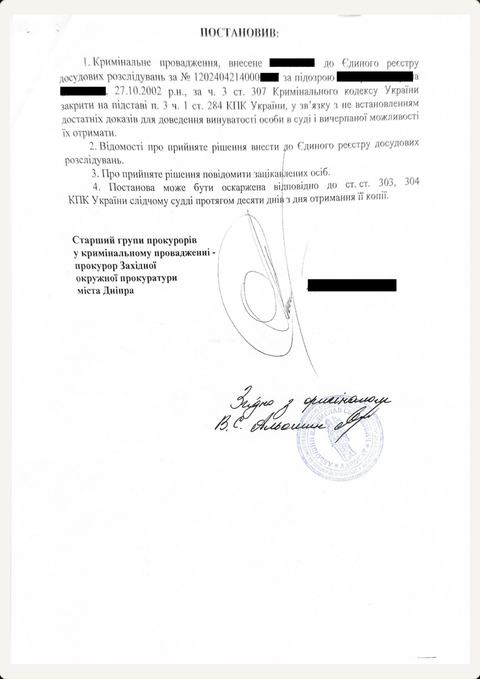 ПОСТАНОВИВ:
1. Кримінальне провадження, внесене до Єдиного реєстру
досудових розслідувань за № 1202404214000 за підозрою а
, 27.10.2002 р.н., за ч. 3 ст. 307 Кримінального кодексу України
закрити на підставі п. 3 ч. 1 ст. 284 КПК України, у зв’язку з не встановленням
достатніх доказів для доведення винуватості особи в суді і вичерпаної можливості
їх отримати.
2. Відомості про прийняте рішення внести до Єдиного реєстру досудових
розслідувань.
3. Про прийняте рішення повідомити зацікавлених осіб.
4. Постанова може бути оскаржена відповідно до ст.ст. 303, 304
КПК України слідчому судді протягом десяти днів з дня отримання її копії.
Старший групи прокурорів
у кримінальному провадженні -
прокурор Західної
окружної прокуратури
міста Дніпра
Згідно з оригіналом
В.С. Альошин